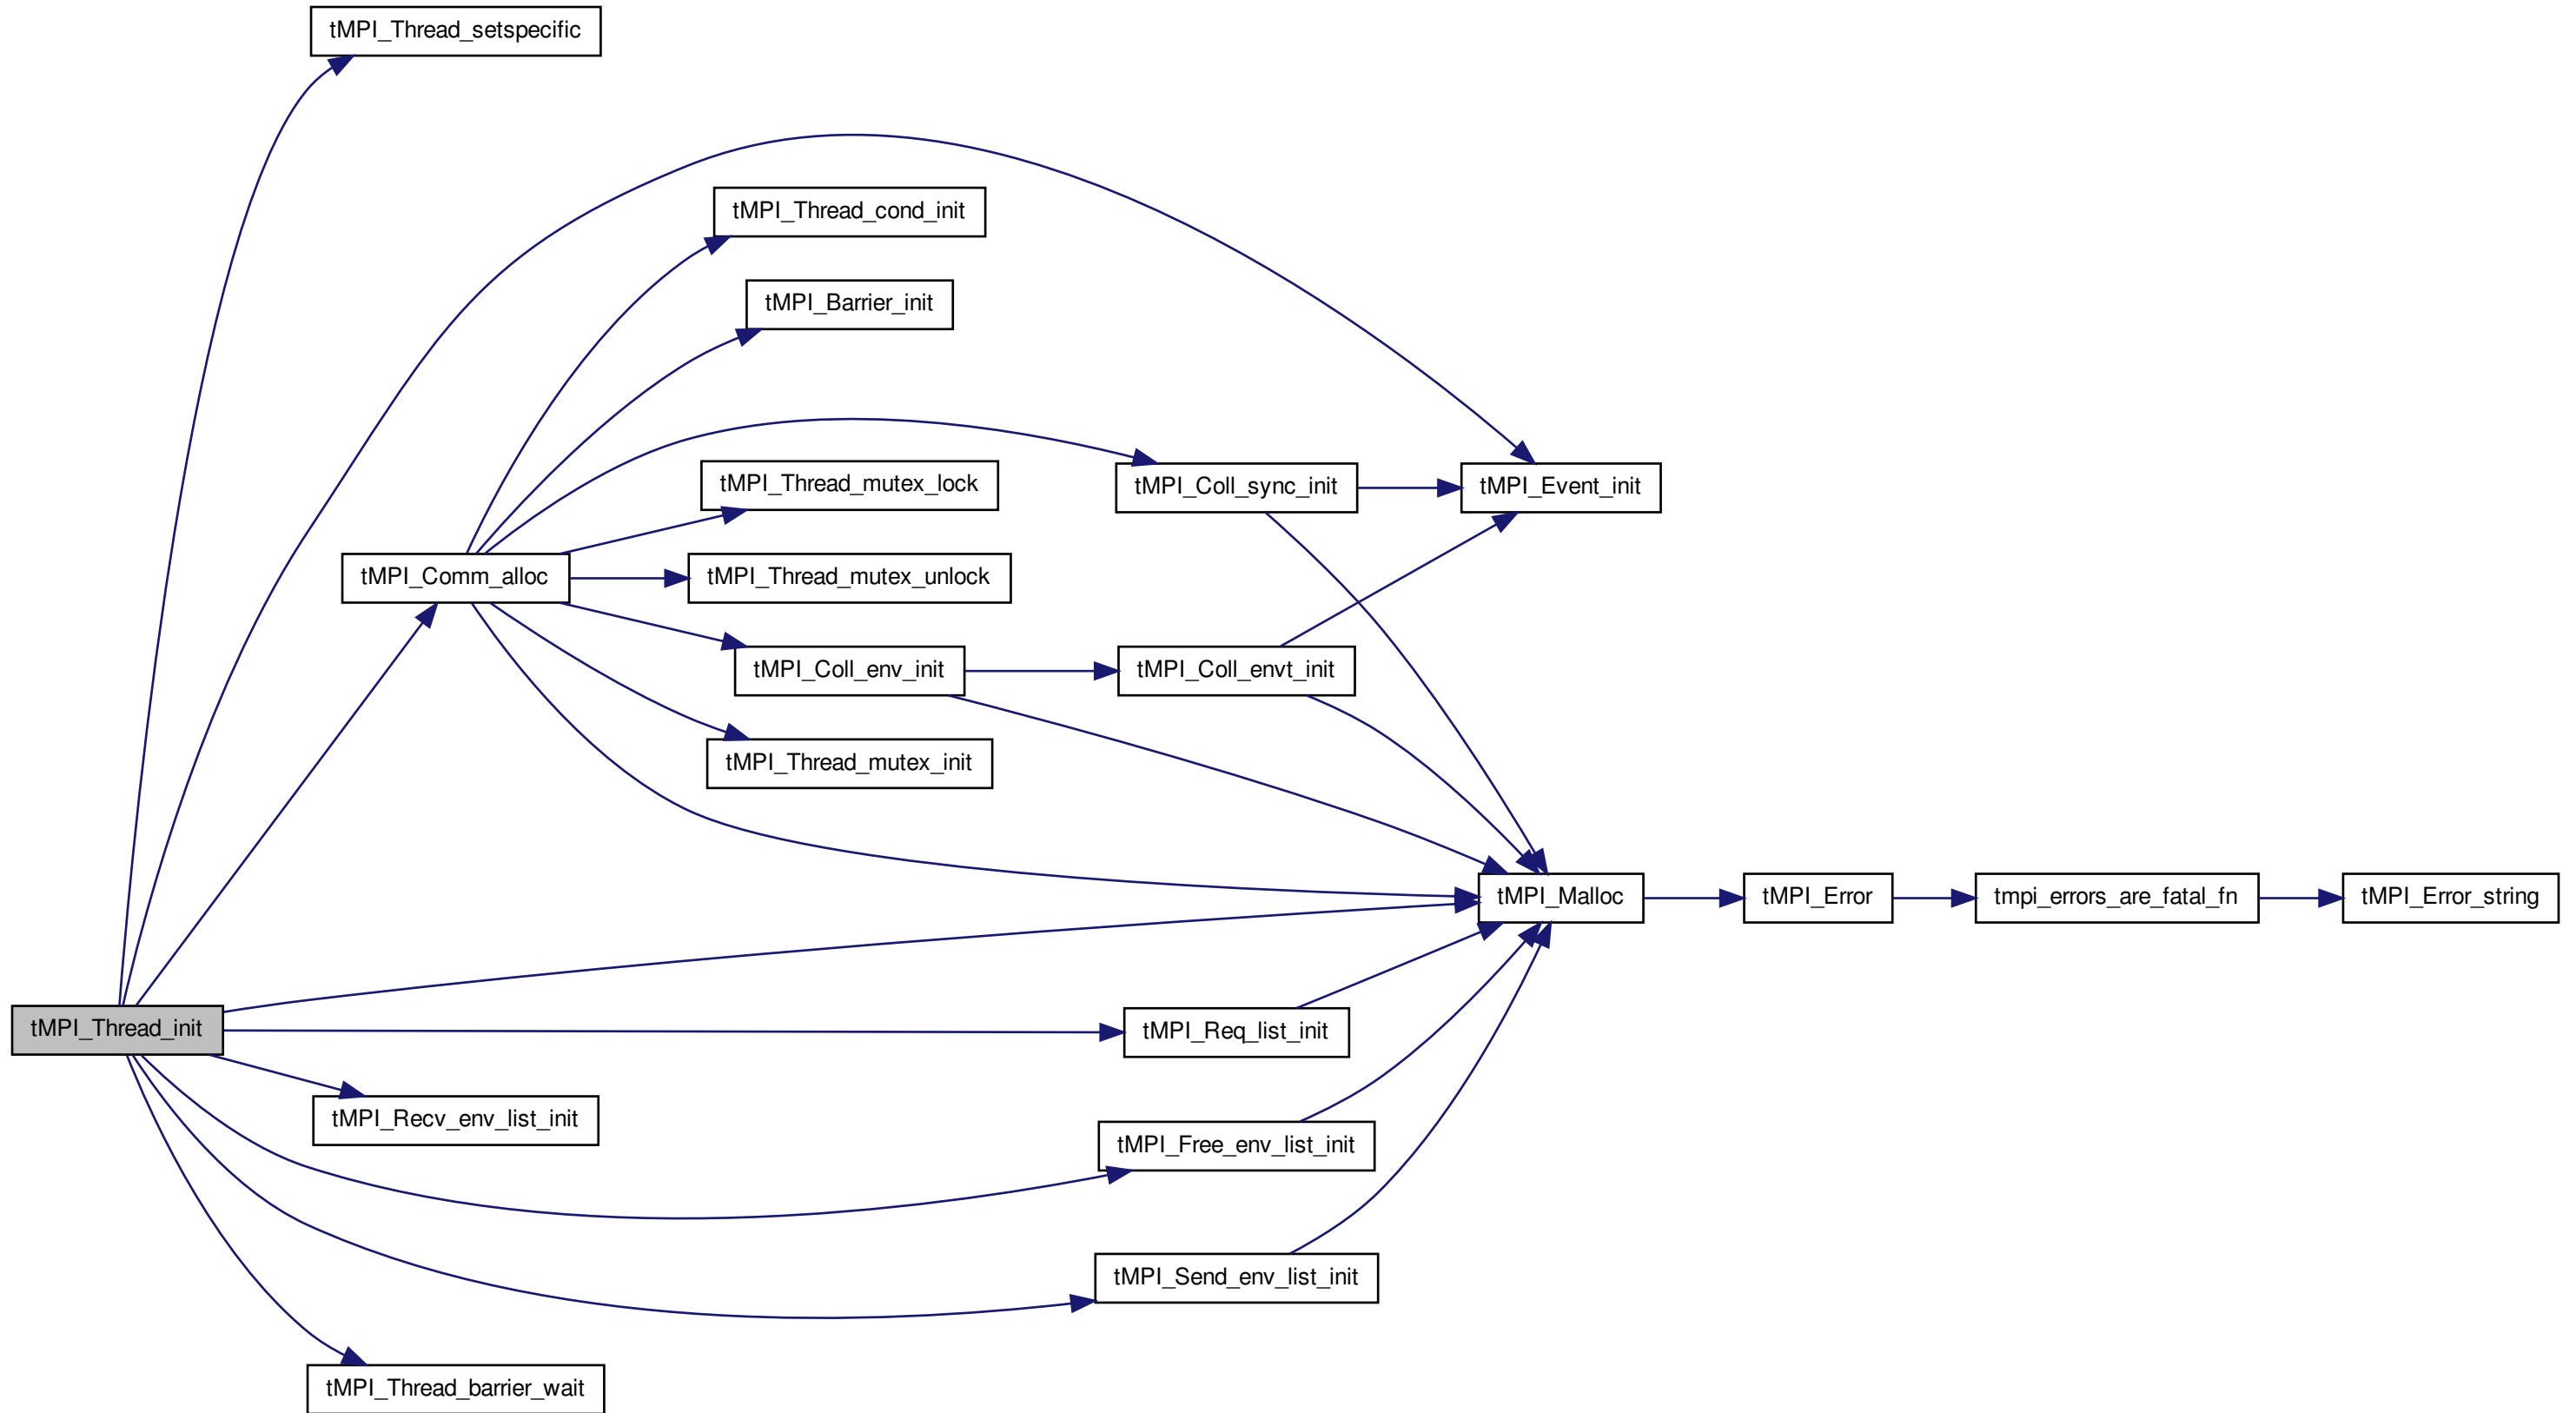 tMPI_Thread_setspecific
tMPI_Thread_cond_init
tMPI_Barrier_init
tMPI_Thread_mutex_lock
tMPI_Coll_sync_init
tMPI_Event_init
tMPI_Comm_alloc
tMPI_Thread_mutex_unlock
tMPI_Coll_env_init
tMPI_Coll_envt_init
tMPI_Thread_mutex_init
tMPI_Malloc
tMPI_Error
tmpi_errors_are_fatal_fn
tMPI_Error_string
tMPI_Thread_init
tMPI_Req_list_init
tMPI_Recv_env_list_init
tMPI_Free_env_list_init
tMPI_Send_env_list_init
tMPI_Thread_barrier_wait